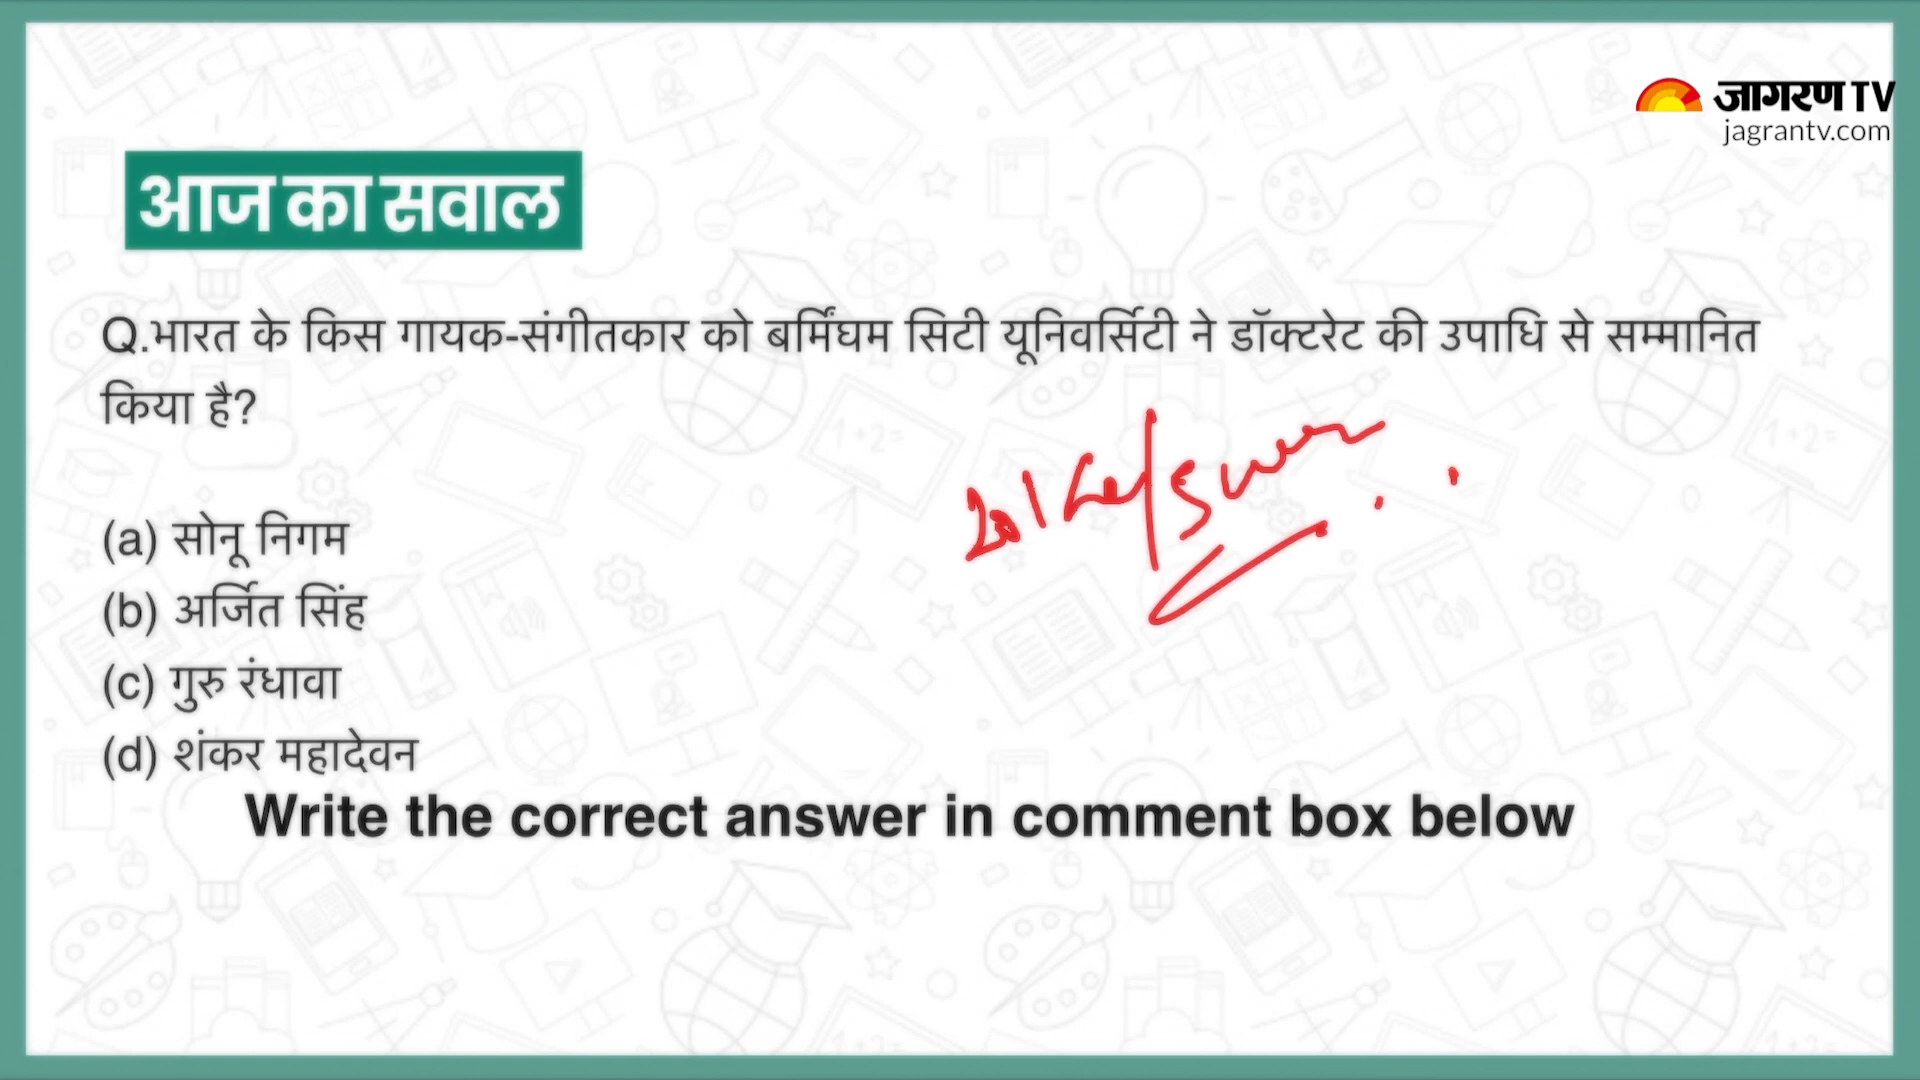 जागरण TV
jagrantv.com
आज का सवाल
Q.भारत के किस गायक-संगीतकार को बर्मिंघम सिटी यूनिवर्सिटी ने डॉक्टरेट की उपाधि से सम्मानित
किया है?
(a) सोनू निगम
(b) अर्जित सिंह
(c) गुरु रंधावा
(d) शंकर महादेवन
Write the correct answer in comment box below